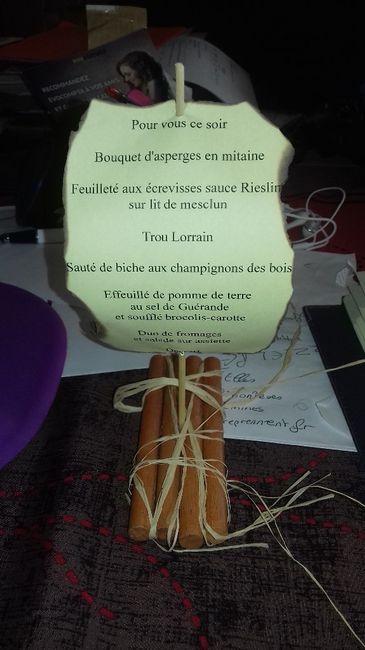 RECOMMANDEZ
Pour vous ce soir
Bouquet d'asperges en mitaine
Feuilleté aux écrevisses sauce Rieslin
sur lit de mesclun
Trou Lorrain
Sauté de biche aux champignons des bois
Effeuillé de pomme de terre
au sel de Guérande
et soufflé brocolis-carotte
Duo de fromages
et salade sur assiette